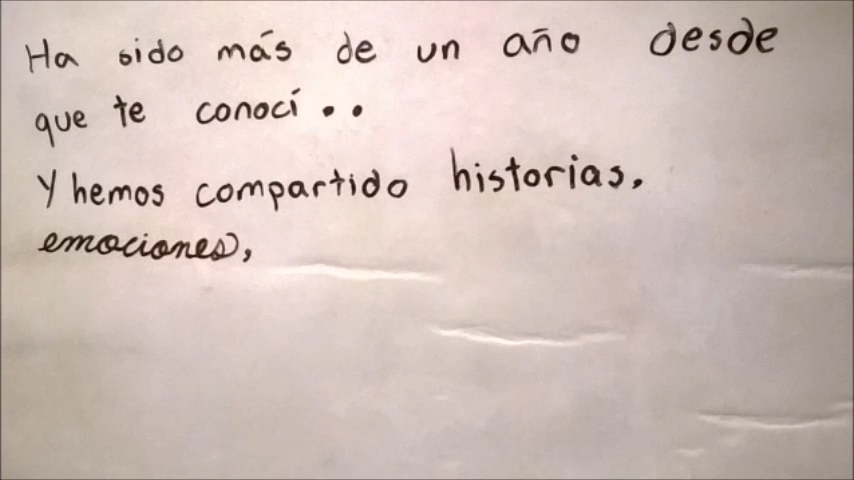 Ha sido más de un año desde
que te conocí..
Y hemos compartido historias,
emociones,